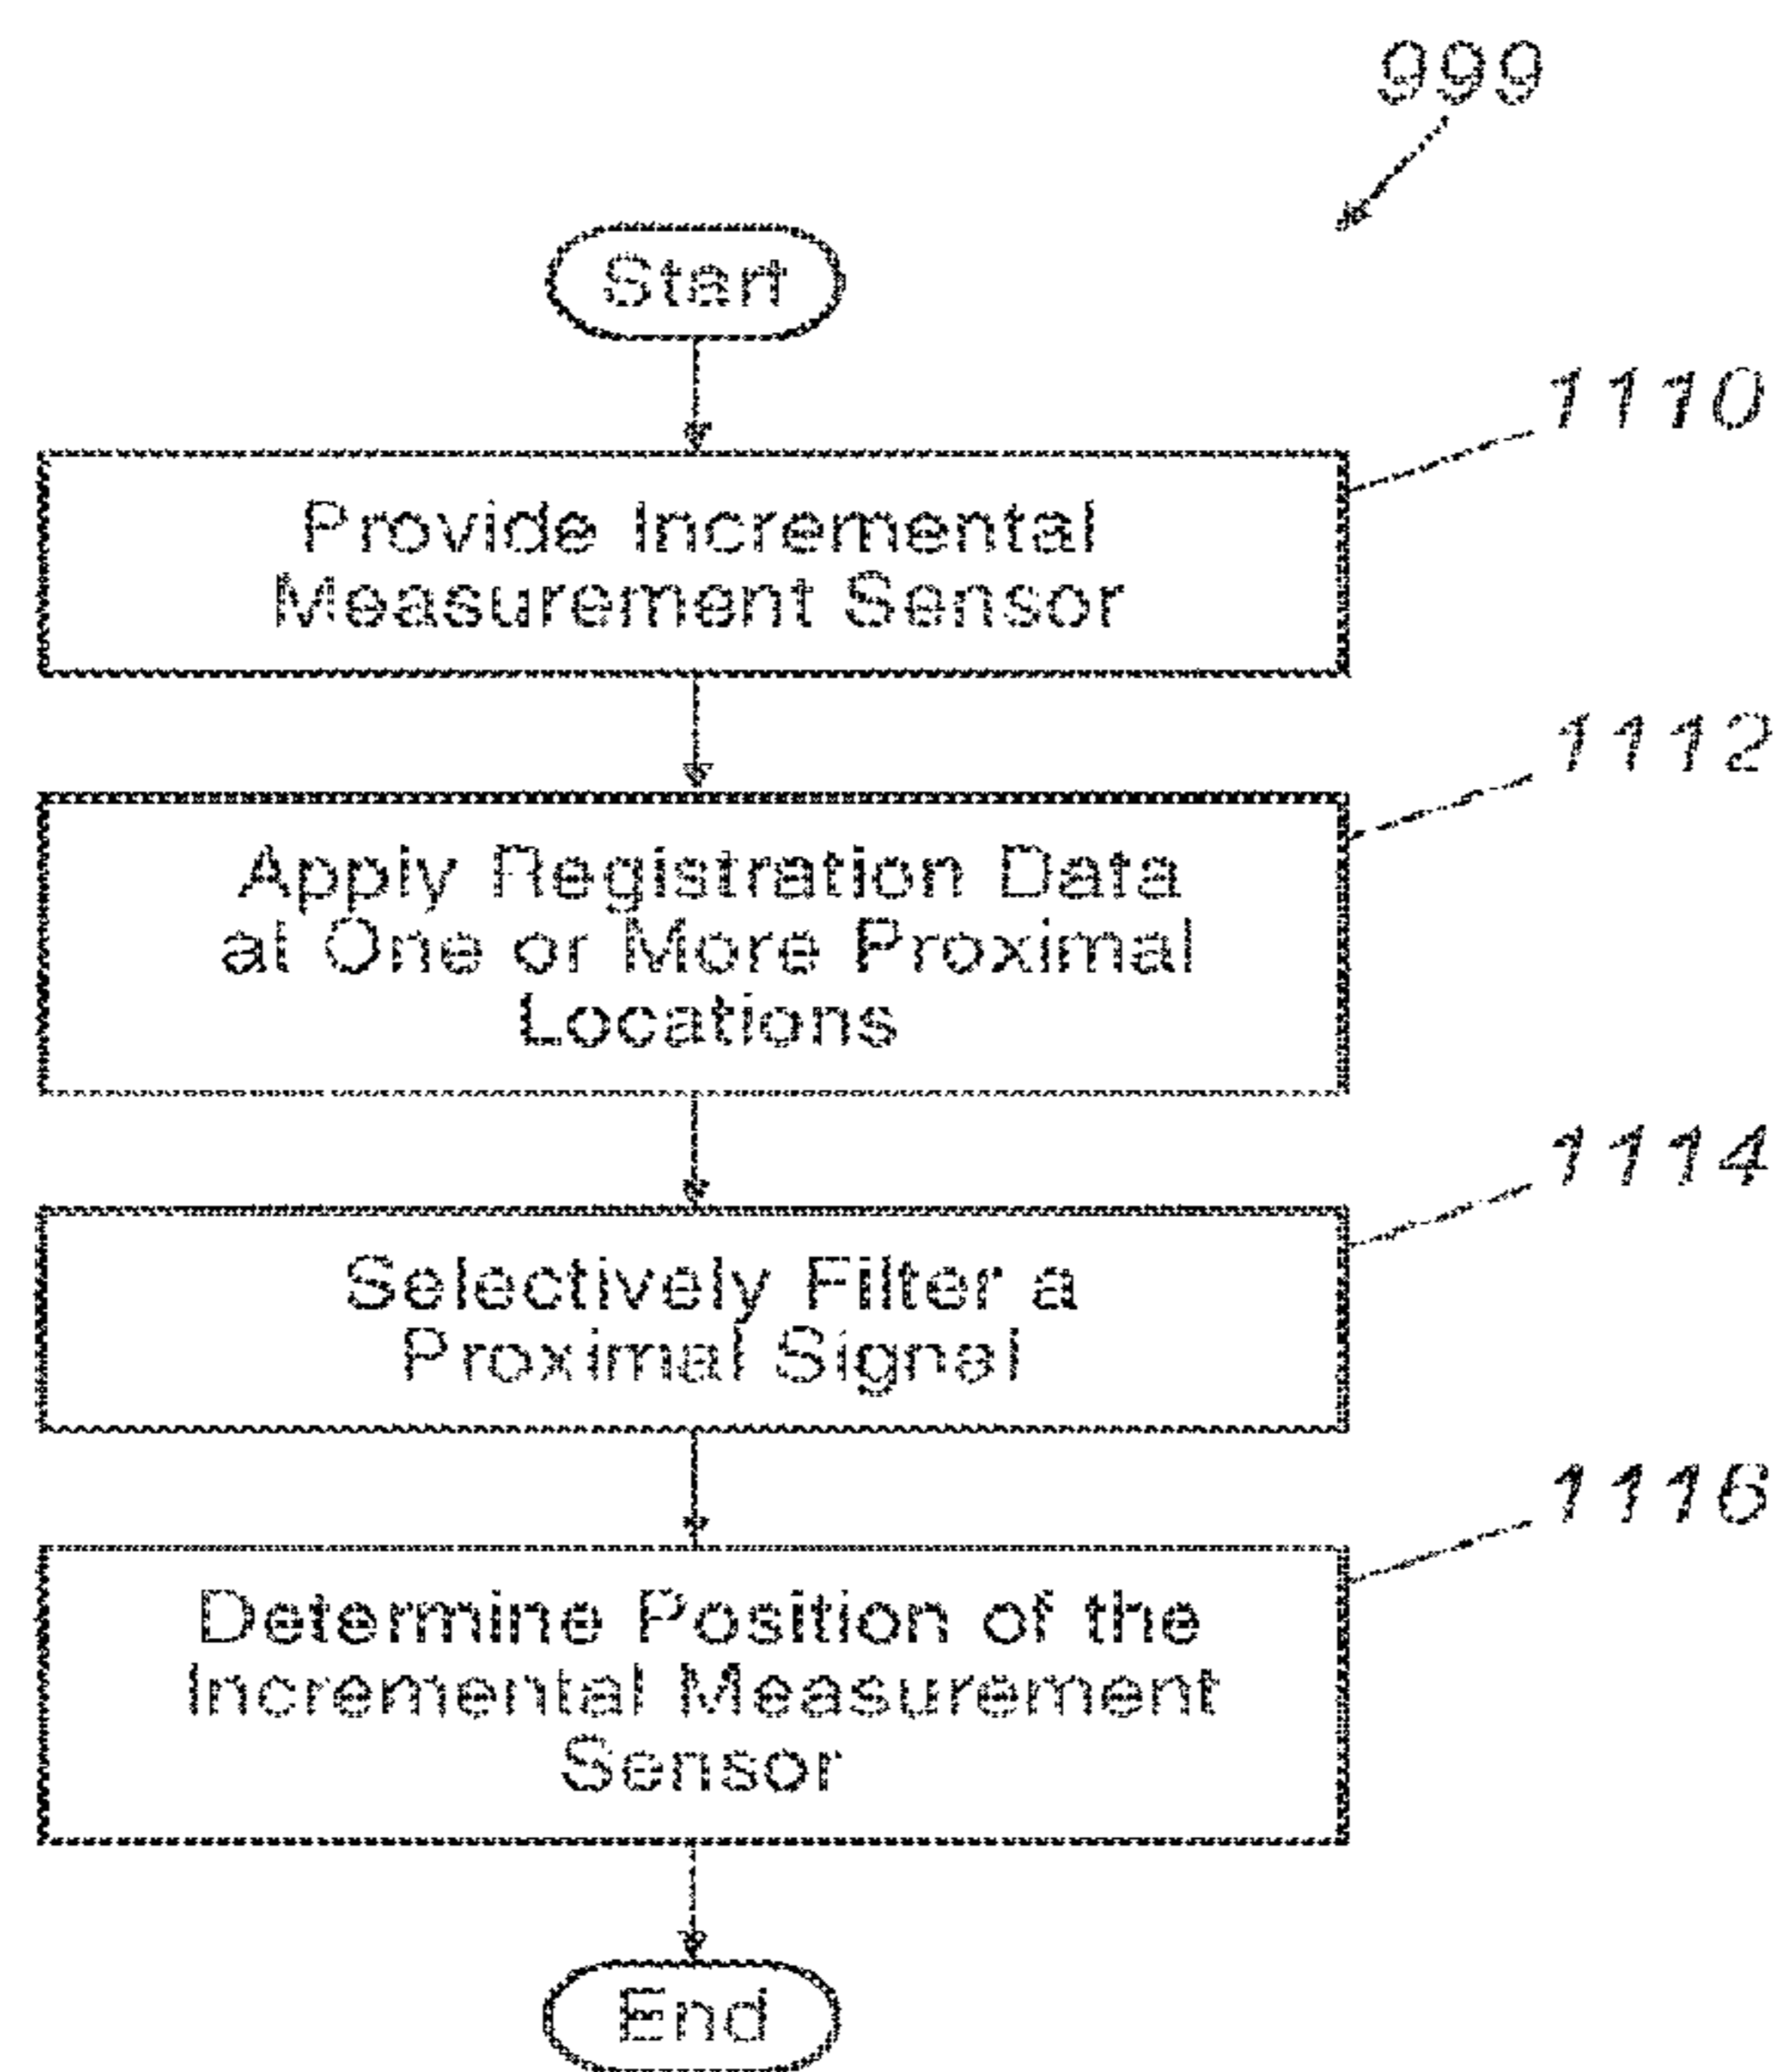 999
Start
1110
Provide Incremental
Measurement Sensor
1112
Apply Registration Data
at One or More Proximal
Locations
1114
Selectively Filter a
Proximal Signal
1116
Determine Position of the
Incremental Measurement
Sensor
End